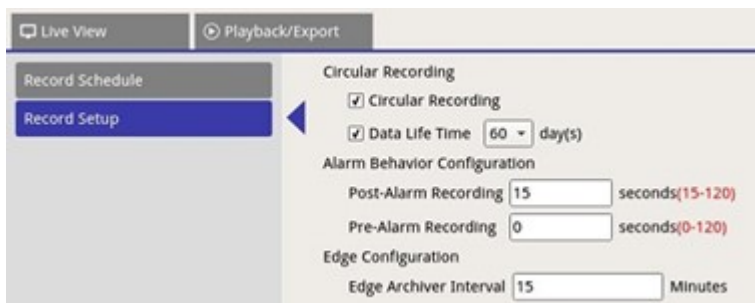 Live View
Playback/Export
Record Schedule
Record Setup
Circular Recording
Circular Recording
Data Life Time 60 day(s)
Alarm Behavior Configuration
Post-Alarm Recording 15 seconds(15-120)
Pre-Alarm Recording 0 seconds(0-120)
Edge Configuration
Edge Archiver Interval 15 Minutes